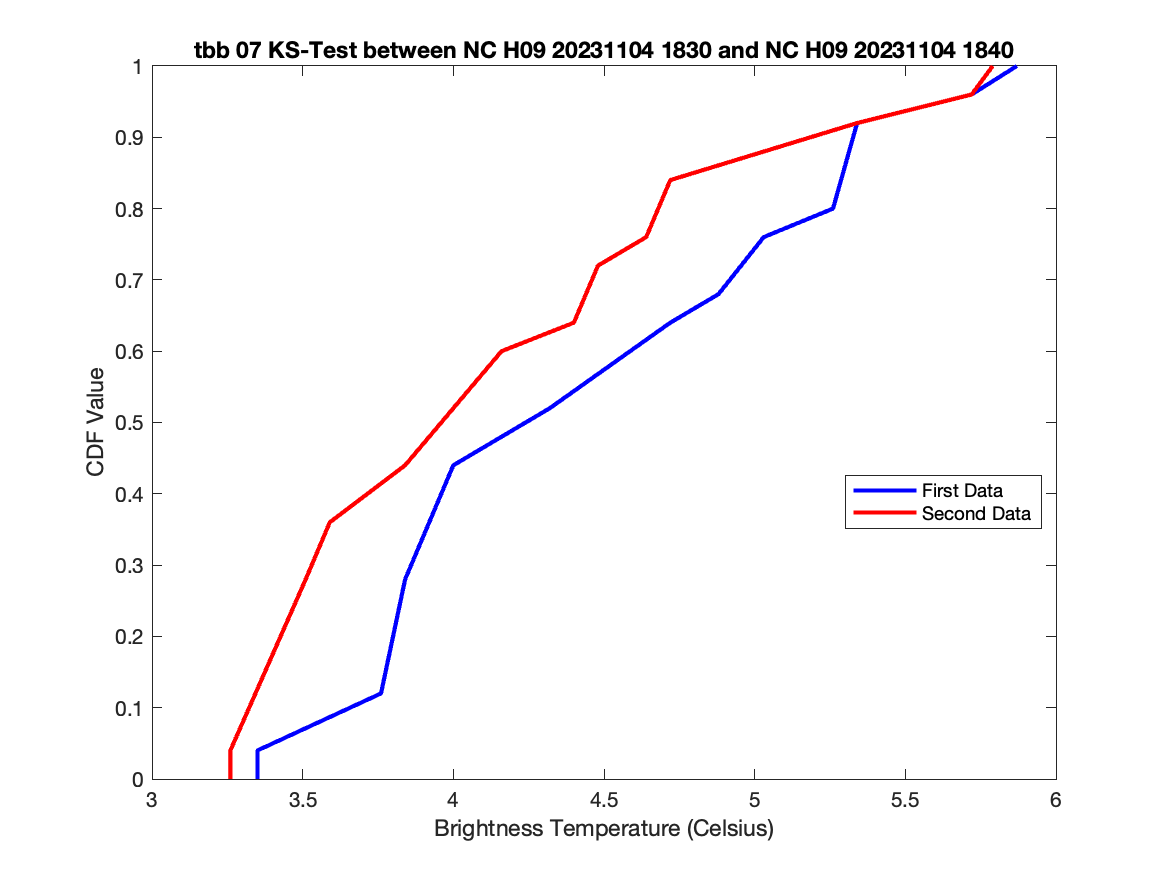 tbb 07 KS-Test between NC H09 20231104 1830 and NC H09 20231104 1840
1
0.9
0.8
0.7
0.6
0.5
0.4
0.3
0.2
0.1
0
CDF Value
First Data
Second Data
3 3.5 4 4.5 5 5.5 6
Brightness Temperature (Celsius)